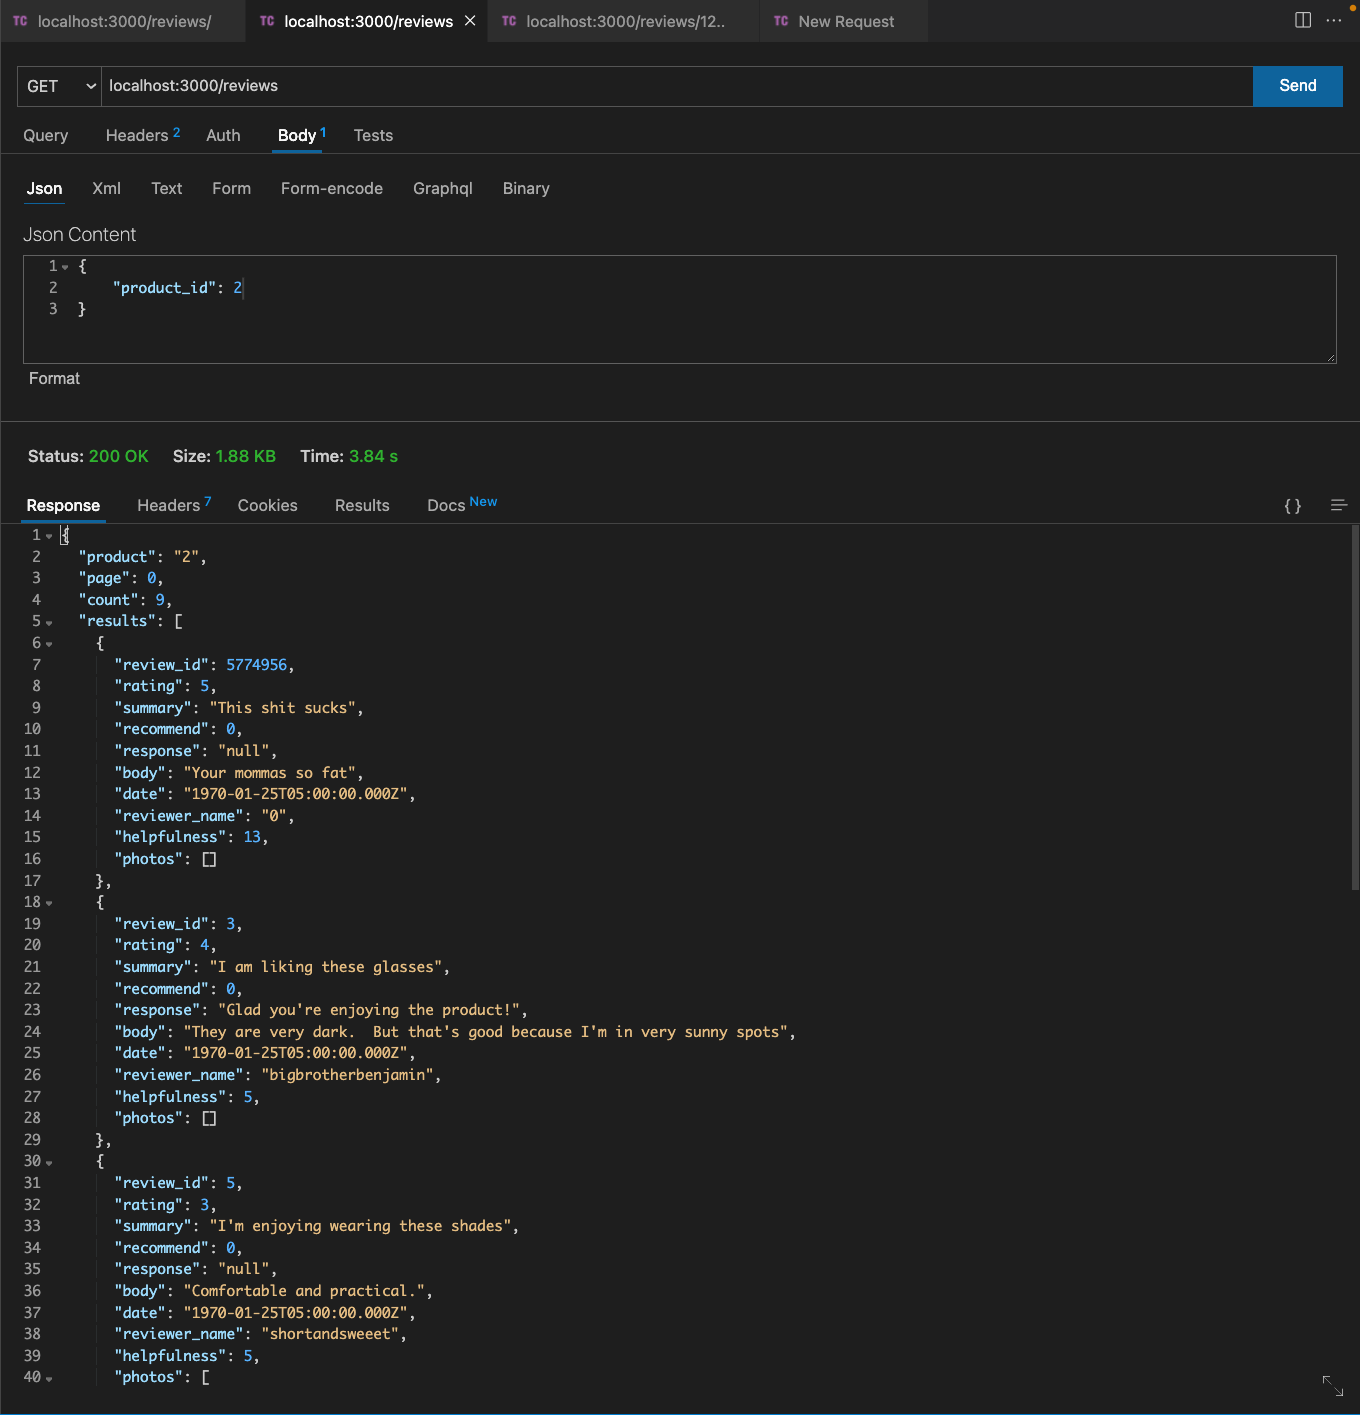 TC localhost:3000/reviews/ TC localhost:3000/reviews TC localhost:3000/reviews/12.. TC New Request
GET localhost:3000/reviews Send
Query Headers 2 Auth Body 1 Tests
Json Xml Text Form Form-encode Graphql Binary
Json Content
1 {
2 "product_id": 2
3 }
Format
Status: 200 OK Size: 1.88 KB Time: 3.84 s
Response Headers 7 Cookies Results Docs New {}
1 {
2 "product": "2",
3 "page": 0,
4 "count": 9,
5 "results": [
6 {
7 "review_id": 5774956,
8 "rating": 5,
9 "summary": "This shit sucks",
10 "recommend": 0,
11 "response": "null",
12 "body": "Your mommas so fat",
13 "date": "1970-01-25T05:00:00.000Z",
14 "reviewer_name": "0",
15 "helpfulness": 13,
16 "photos": []
17 },
18 {
19 "review_id": 3,
20 "rating": 4,
21 "summary": "I am liking these glasses",
22 "recommend": 0,
23 "response": "Glad you're enjoying the product!",
24 "body": "They are very dark.  But that's good because I'm in very sunny spots",
25 "date": "1970-01-25T05:00:00.000Z",
26 "reviewer_name": "bigbrotherbenjamin",
27 "helpfulness": 5,
28 "photos": []
29 },
30 {
31 "review_id": 5,
32 "rating": 3,
33 "summary": "I'm enjoying wearing these shades",
34 "recommend": 0,
35 "response": "null",
36 "body": "Comfortable and practical.",
37 "date": "1970-01-25T05:00:00.000Z",
38 "reviewer_name": "shortandsweeet",
39 "helpfulness": 5,
40 "photos": [